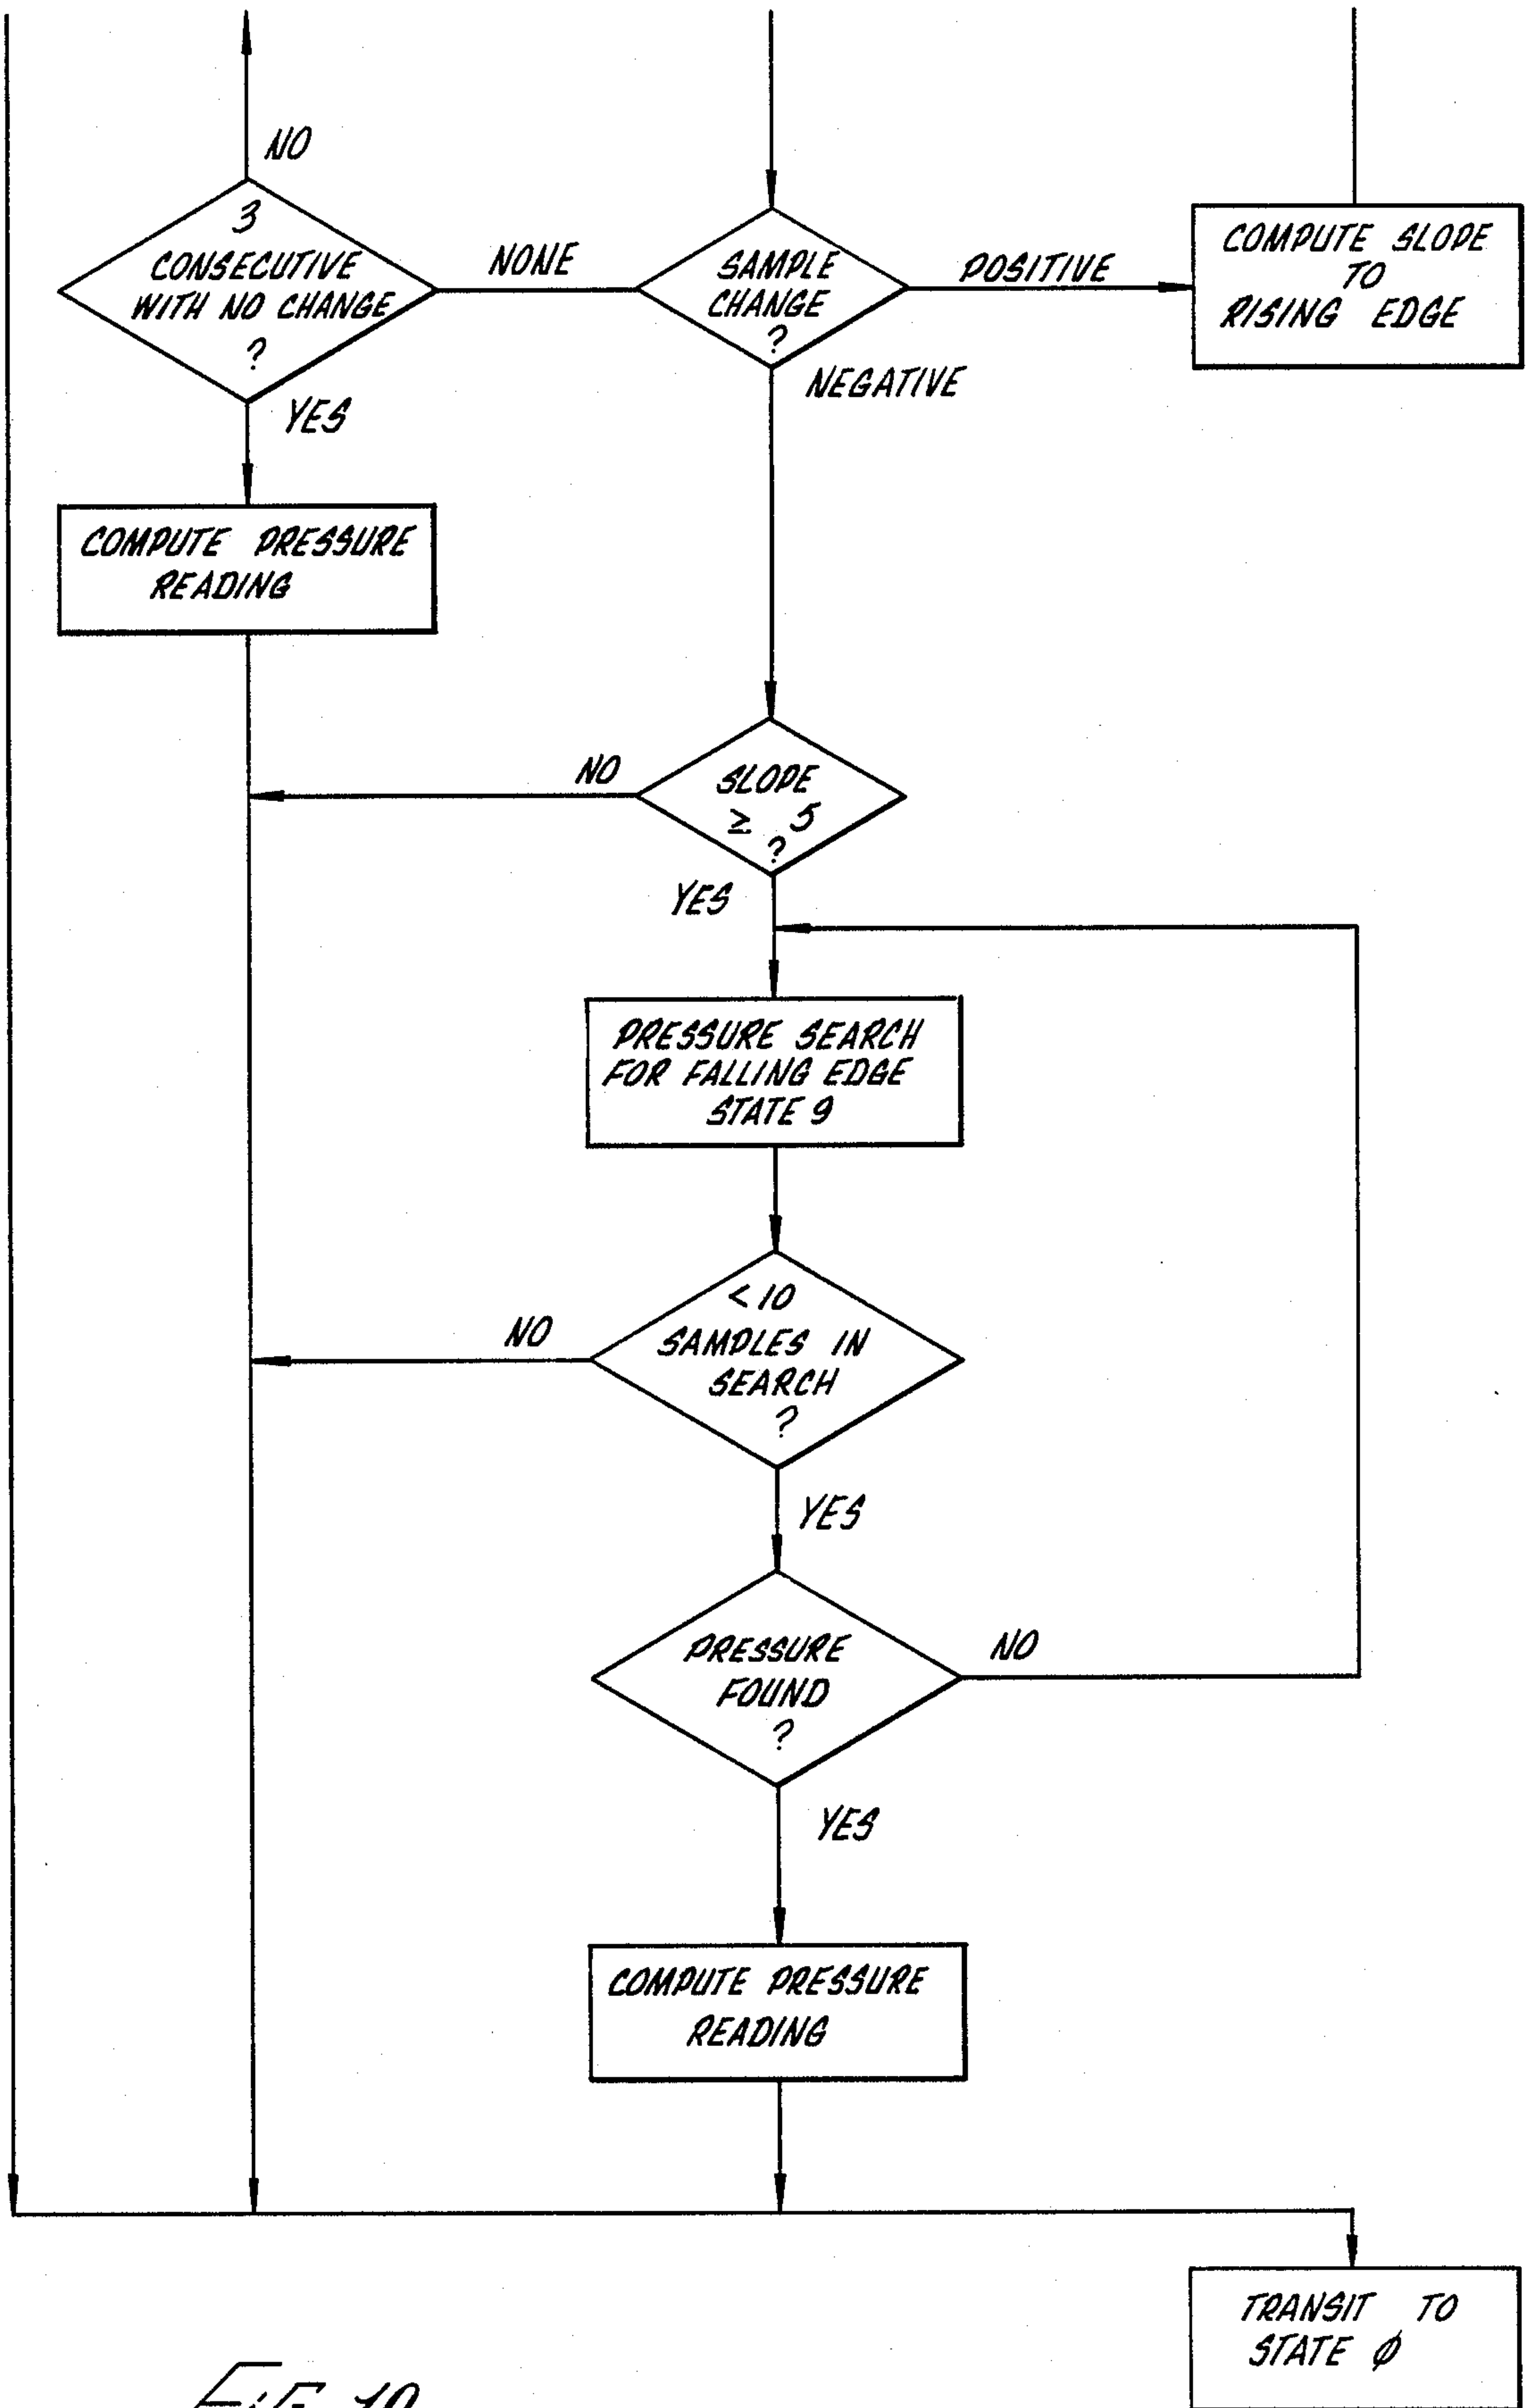 NO
3
CONSECUTIVE
WITH NO CHANGE
?
NONE
SAMPLE
CHANGE
?
POSITIVE
COMPUTE SLOPE
TO
RISING EDGE
NEGATIVE
YES
COMPUTE PRESSURE
READING
NO
SLOPE
≥ 5
?
YES
PRESSURE SEARCH
FOR FALLING EDGE
STATE 9
NO
<10
SAMPLES IN
SEARCH
?
YES
PRESSURE
FOUND
?
NO
YES
COMPUTE PRESSURE
READING
TRANSIT TO
STATE ϕ